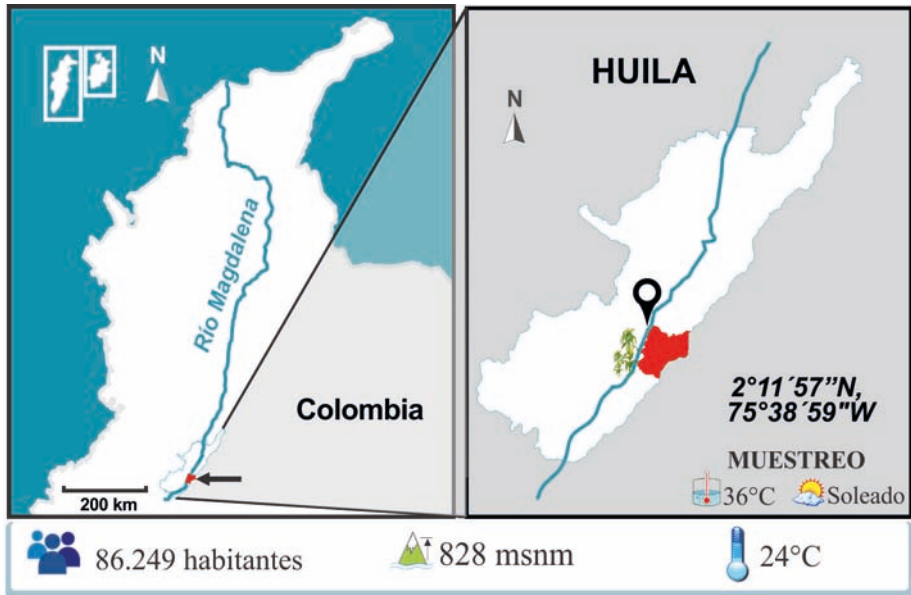 N
Río Magdalena
Colombia
200 km
HUILA
N
2°11´57”N,
75°38´59"W
MUESTREO
36°C
Soleado
86.249 habitantes
828 msnm
24°C